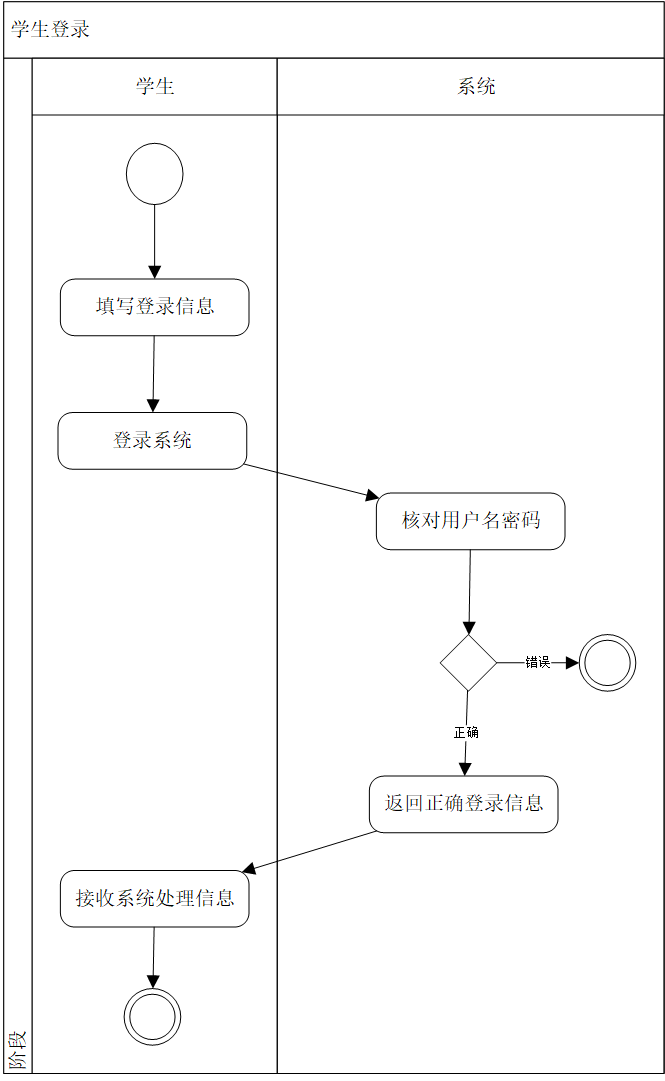 学生登录
学生
系统
填写登录信息
登录系统
核对用户名密码
错误
正确
返回正确登录信息
接收系统处理信息
阶段